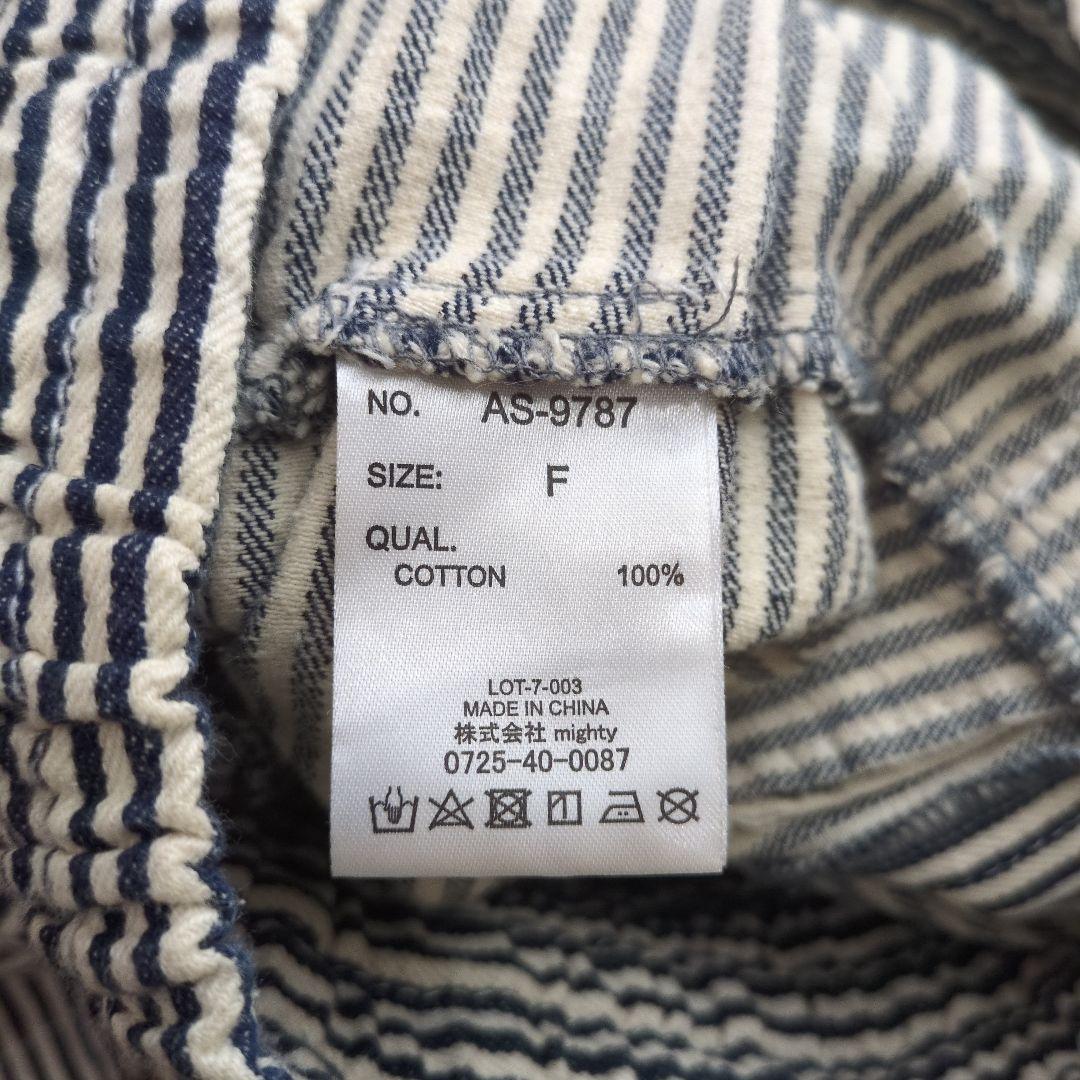 NO. AS-9787
SIZE: F
QUAL.
COTTON 100%
LOT-7-003
MADE IN CHINA
株式会社 mighty
0725-40-0087